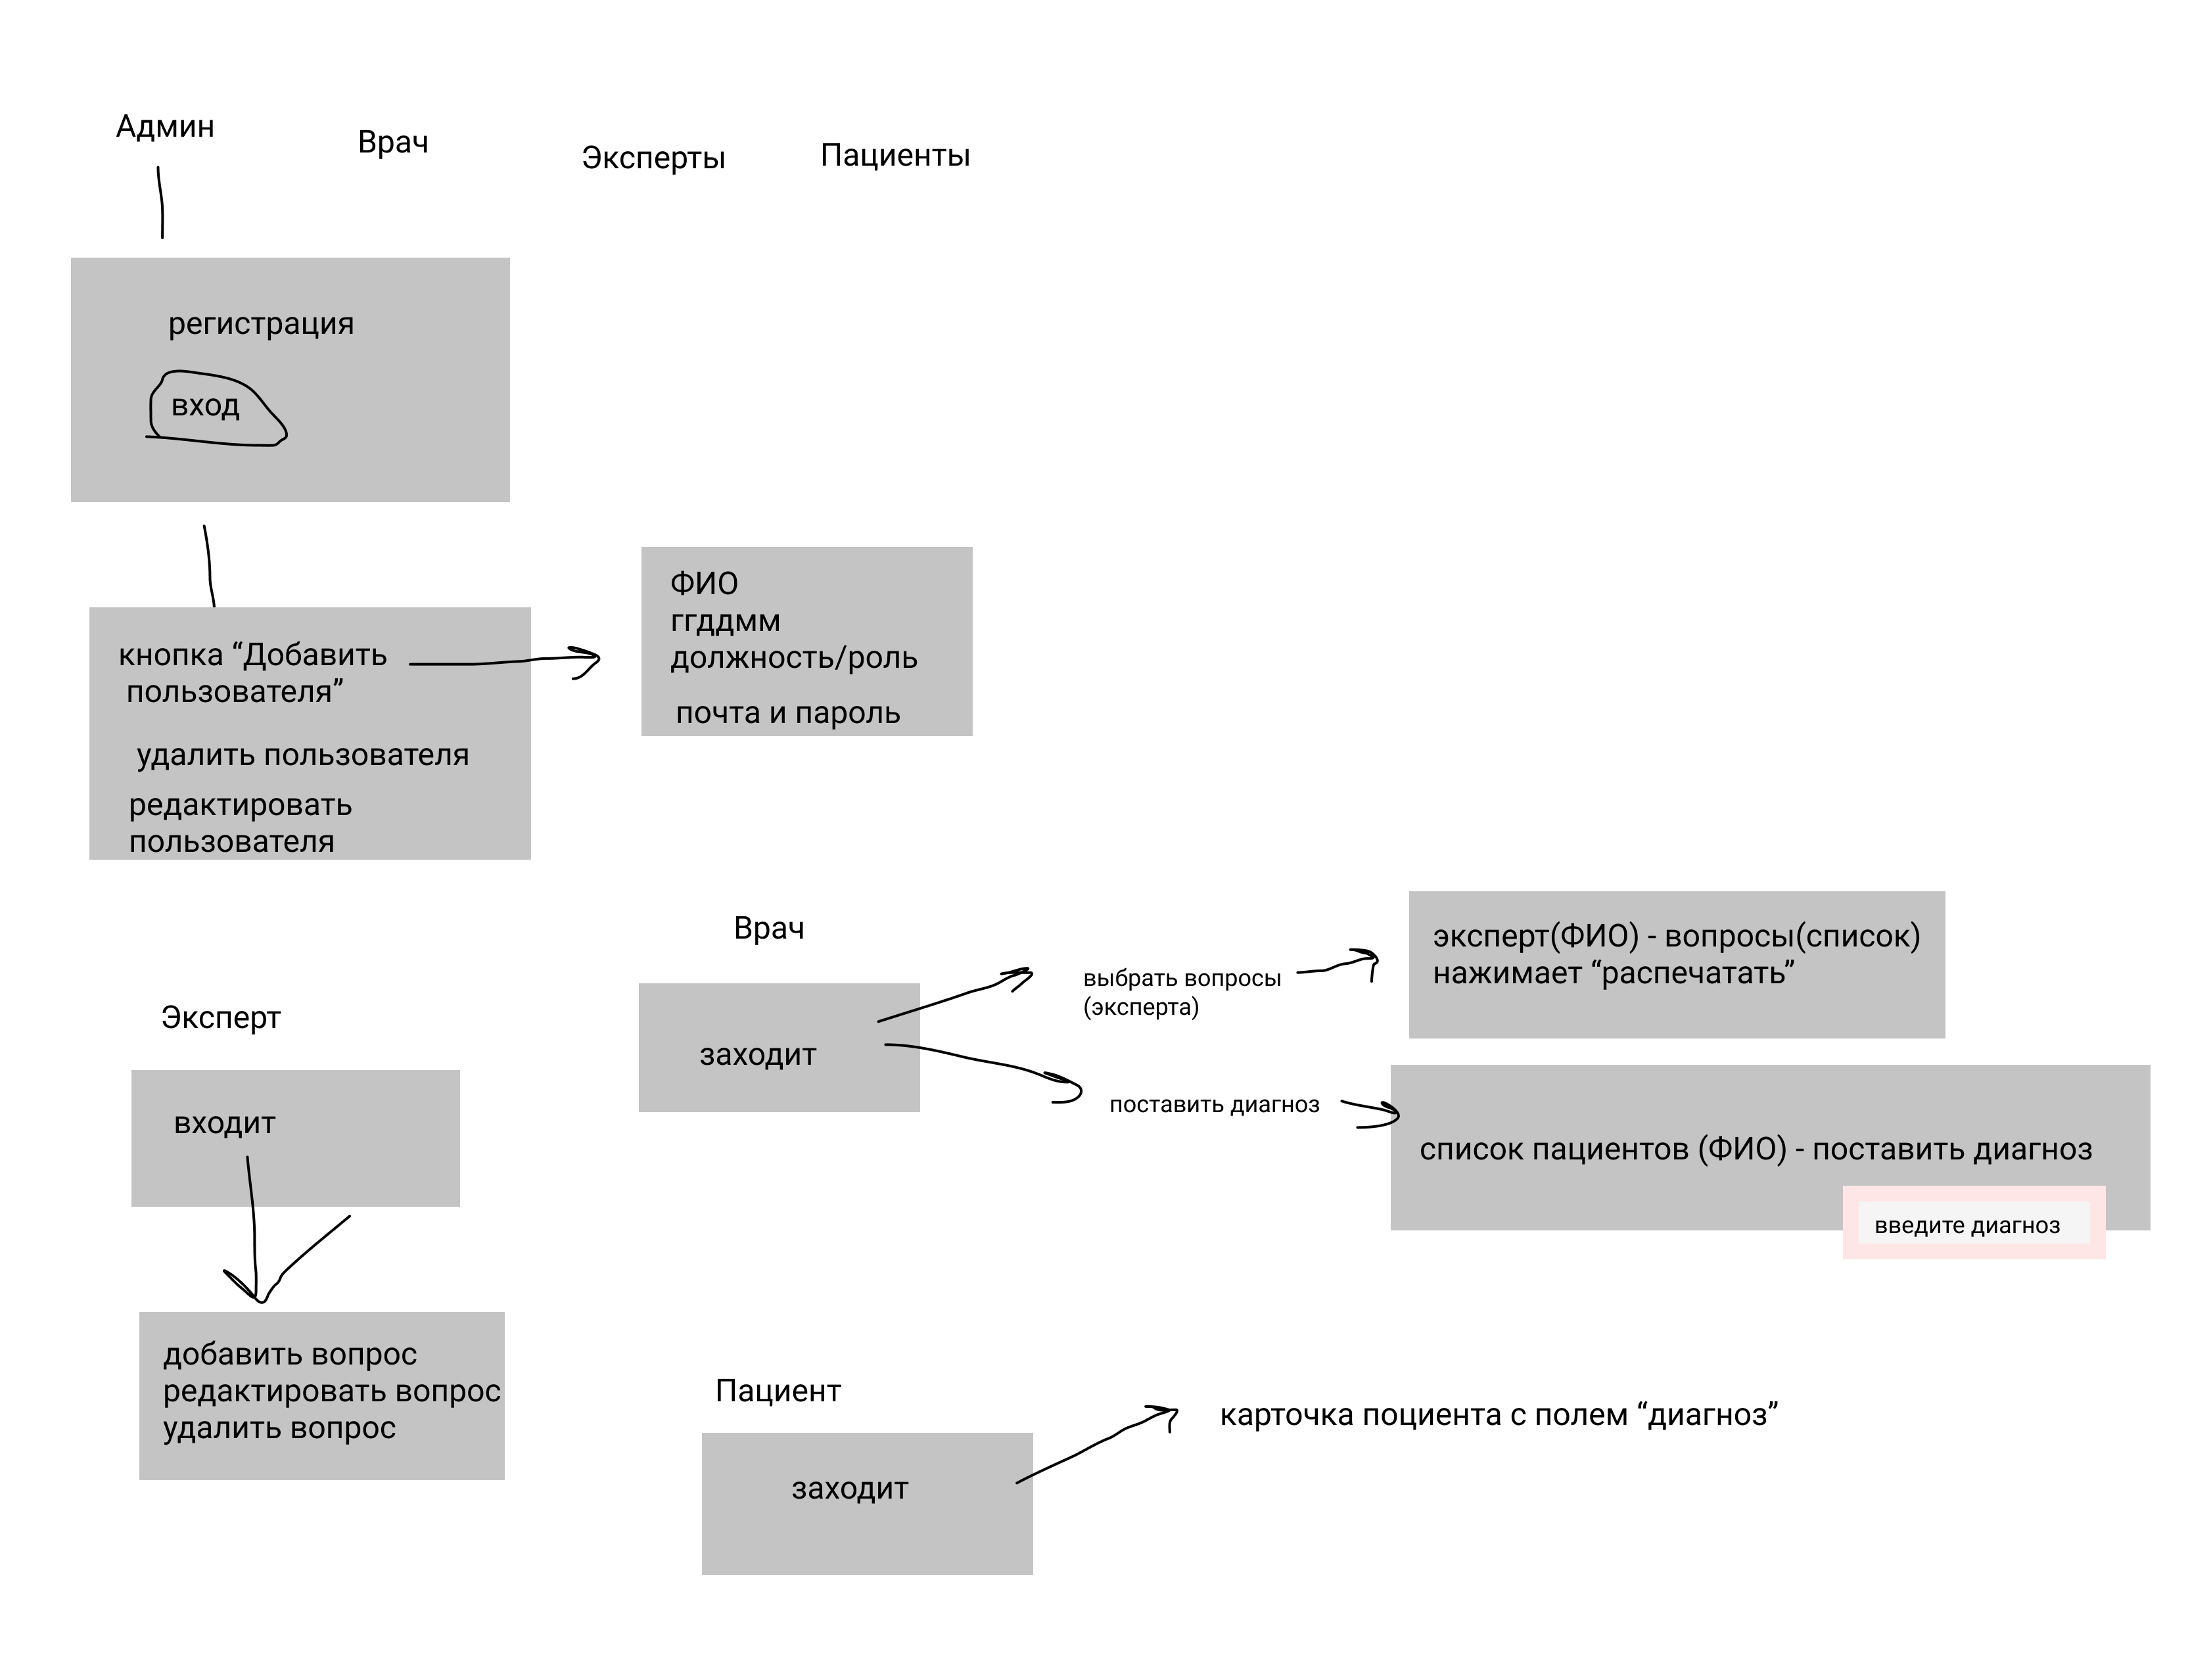 Админ
Врач
Эксперты
Пациенты
регистрация
вход
кнопка “Добавить
пользователя”
удалить пользователя
редактировать
пользователя
ФИО
ггддмм
должность/роль
почта и пароль
Врач
заходит
выбрать вопросы
(эксперта)
эксперт(ФИО) - вопросы(список)
нажимает “распечатать”
поставить диагноз
список пациентов (ФИО) - поставить диагноз
введите диагноз
Эксперт
входит
добавить вопрос
редактировать вопрос
удалить вопрос
Пациент
заходит
карточка поциента с полем “диагноз”